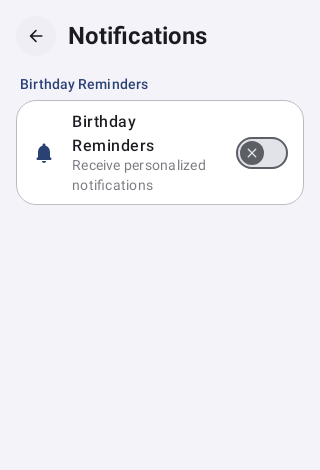 Notifications
Birthday Reminders
Birthday
Reminders
Receive personalized
notifications